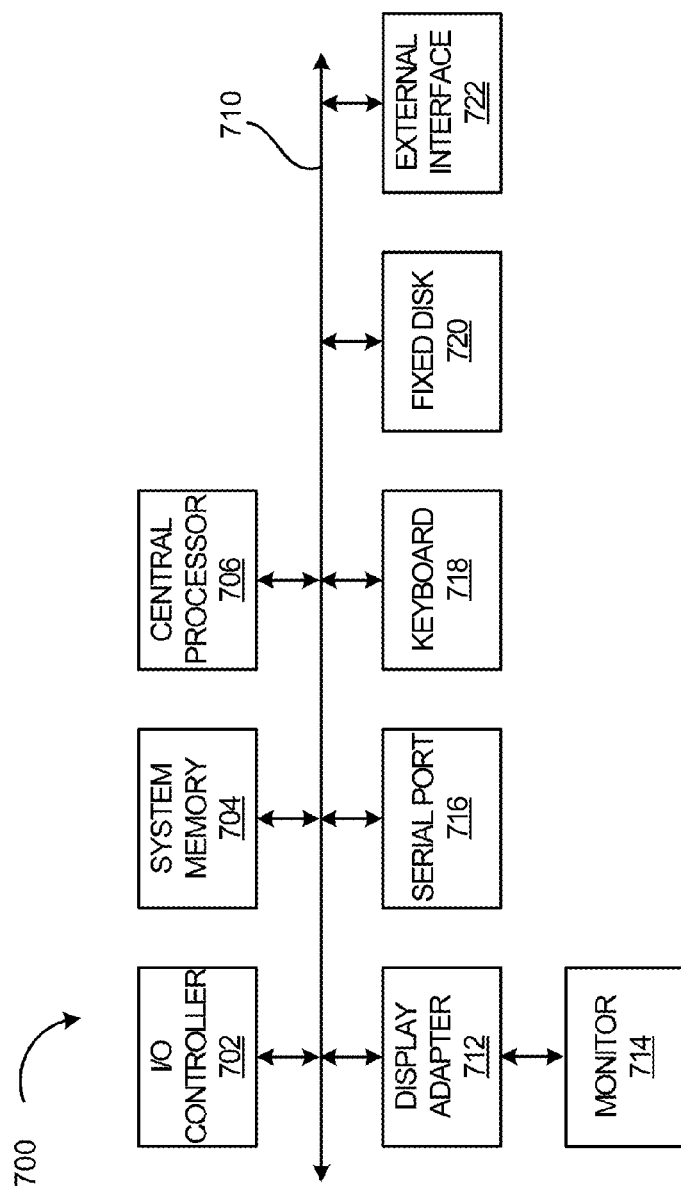 700
710
I/O
CONTROLLER
702
SYSTEM
MEMORY
704
CENTRAL
PROCESSOR
706
DISPLAY
ADAPTER
712
SERIAL PORT
716
KEYBOARD
718
FIXED DISK
720
EXTERNAL
INTERFACE
722
MONITOR
714